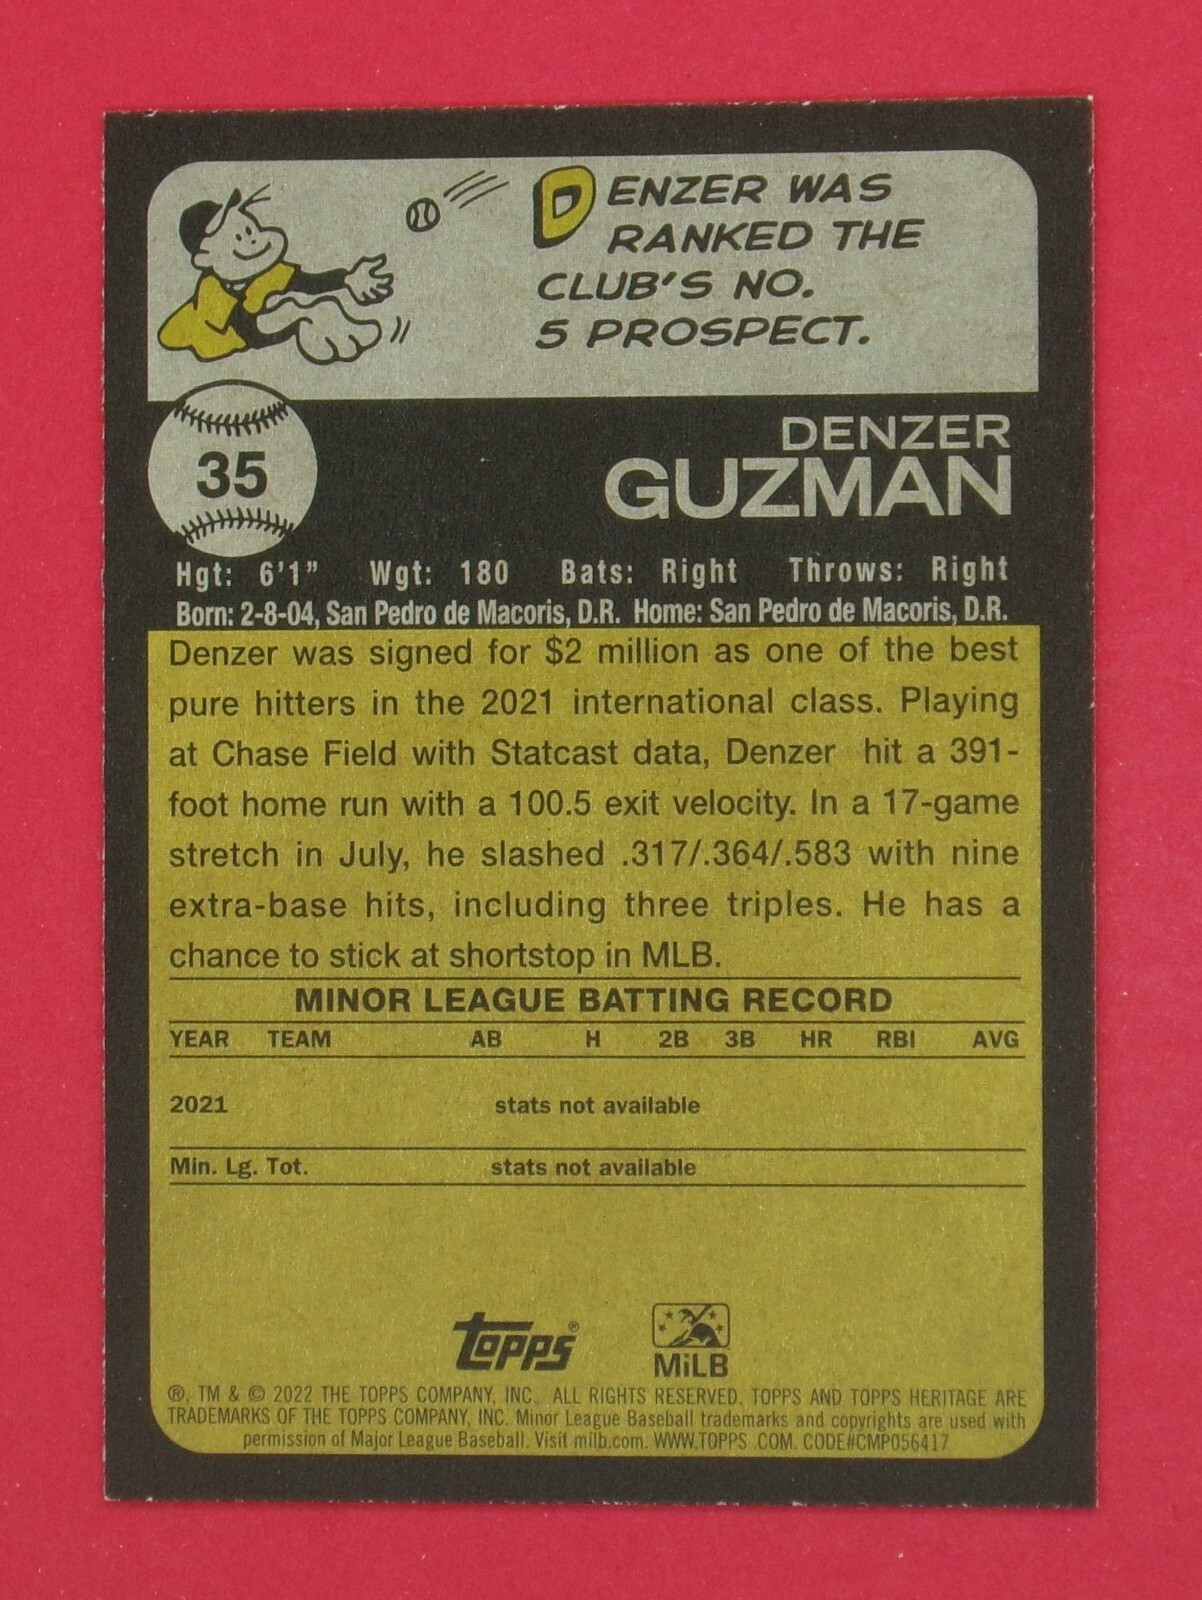 DENZER WAS
RANKED THE
CLUB'S NO.
5 PROSPECT.
35
DENZER
GUZMAN
Hgt: 6'1" Wgt: 180 Bats: Right Throws: Right
Born: 2-8-04, San Pedro de Macoris, D.R. Home: San Pedro de Macoris, D.R.
Denzer was signed for $2 million as one of the best
pure hitters in the 2021 international class. Playing
at Chase Field with Statcast data, Denzer hit a 391-
foot home run with a 100.5 exit velocity. In a 17-game
stretch in July, he slashed .317/.364/.583 with nine
extra-base hits, including three triples. He has a
chance to stick at shortstop in MLB.
MINOR LEAGUE BATTING RECORD
YEAR TEAM AB H 2B 3B HR RBI AVG
2021 stats not available
Min. Lg. Tot. stats not available
topps®
MiLB
®, TM & © 2022 THE TOPPS COMPANY, INC. ALL RIGHTS RESERVED. TOPPS AND TOPPS HERITAGE ARE
TRADEMARKS OF THE TOPPS COMPANY, INC. Minor League Baseball trademarks and copyrights are used with
permission of Major League Baseball. Visit milb.com. WWW.TOPPS .COM. CODE#CMP056417